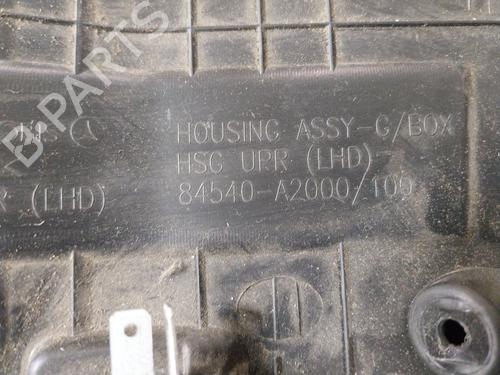 HOUSING ASSY-G/BOX
HSG UPR (LHD)
(LHD)
84540-A2000/100
B-PARTS